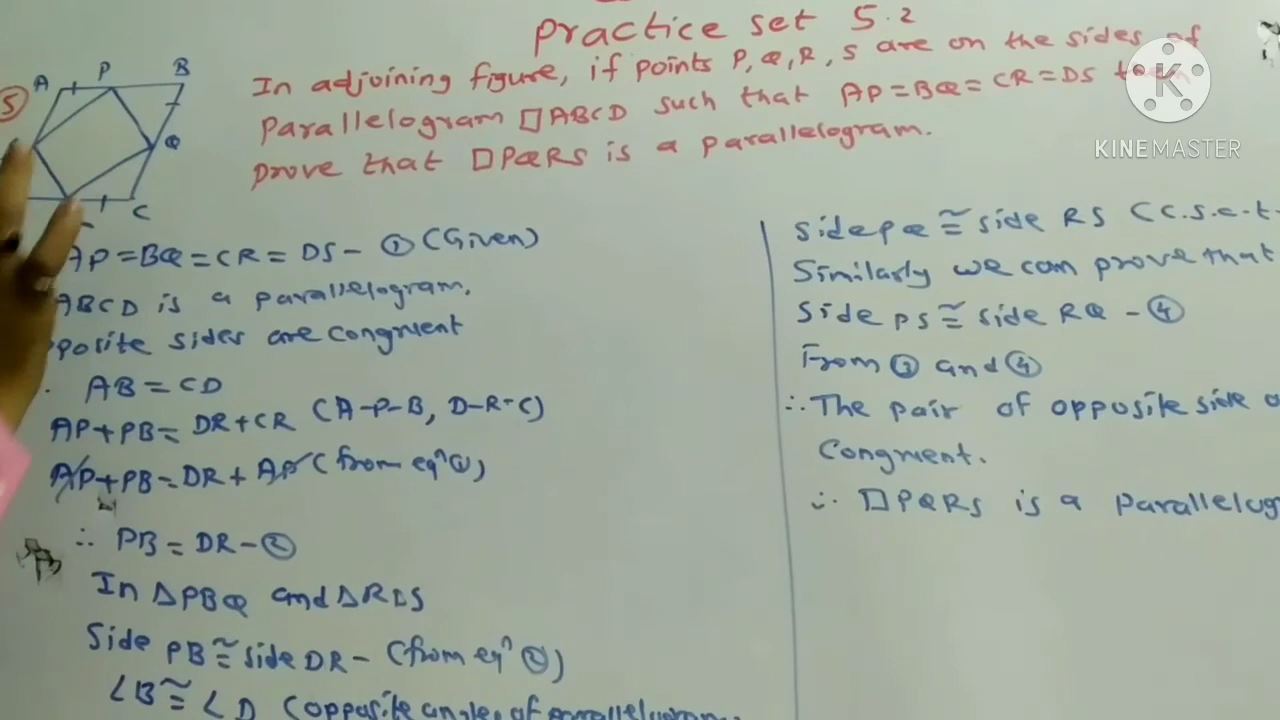 Practice set 5.2
In adjoining figure, if points P, Q, R, S are on the sides of
Parallelogram □ABCD such that AP=BQ=CR=DS then
prove that □PQRS is a parallelogram.
5
A P B
Q
C
AP=BQ=CR=DS- ① (Given)
ABCD is a parallelogram.
pposite sides are congruent
AB=CD
AP+PB=DR+CR (A-P-B, D-R-C)
AP+PB=DR+AP (from eqⁿ ①)
∴ PB=DR-②
In ΔPBQ and ΔRDS
Side PB≅side DR- (from eqⁿ ②)
∠B≅∠D (opposite angles of parallelogram
side PQ≅side RS (C.S.C.T.
Similarly we can prove that
side PS≅side RQ -④
From ③ and ④
∴ The pair of opposite side
Congruent.
∴ □PQRS is a Parallelog
KINEMASTER